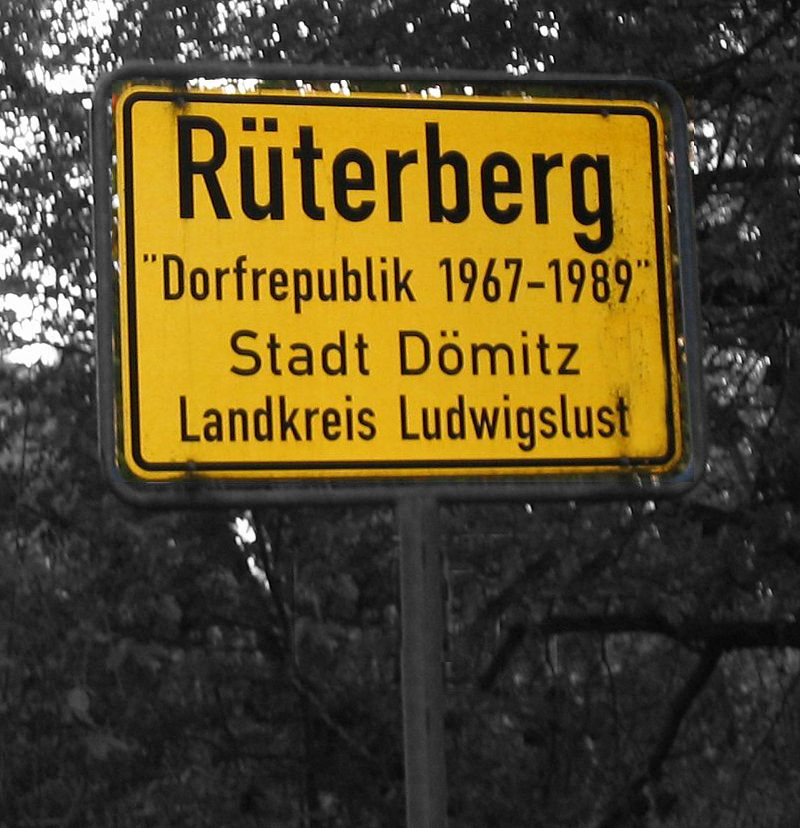 Rüterberg
"Dorfrepublik 1967-1989"
Stadt Dömitz
Landkreis Ludwigslust